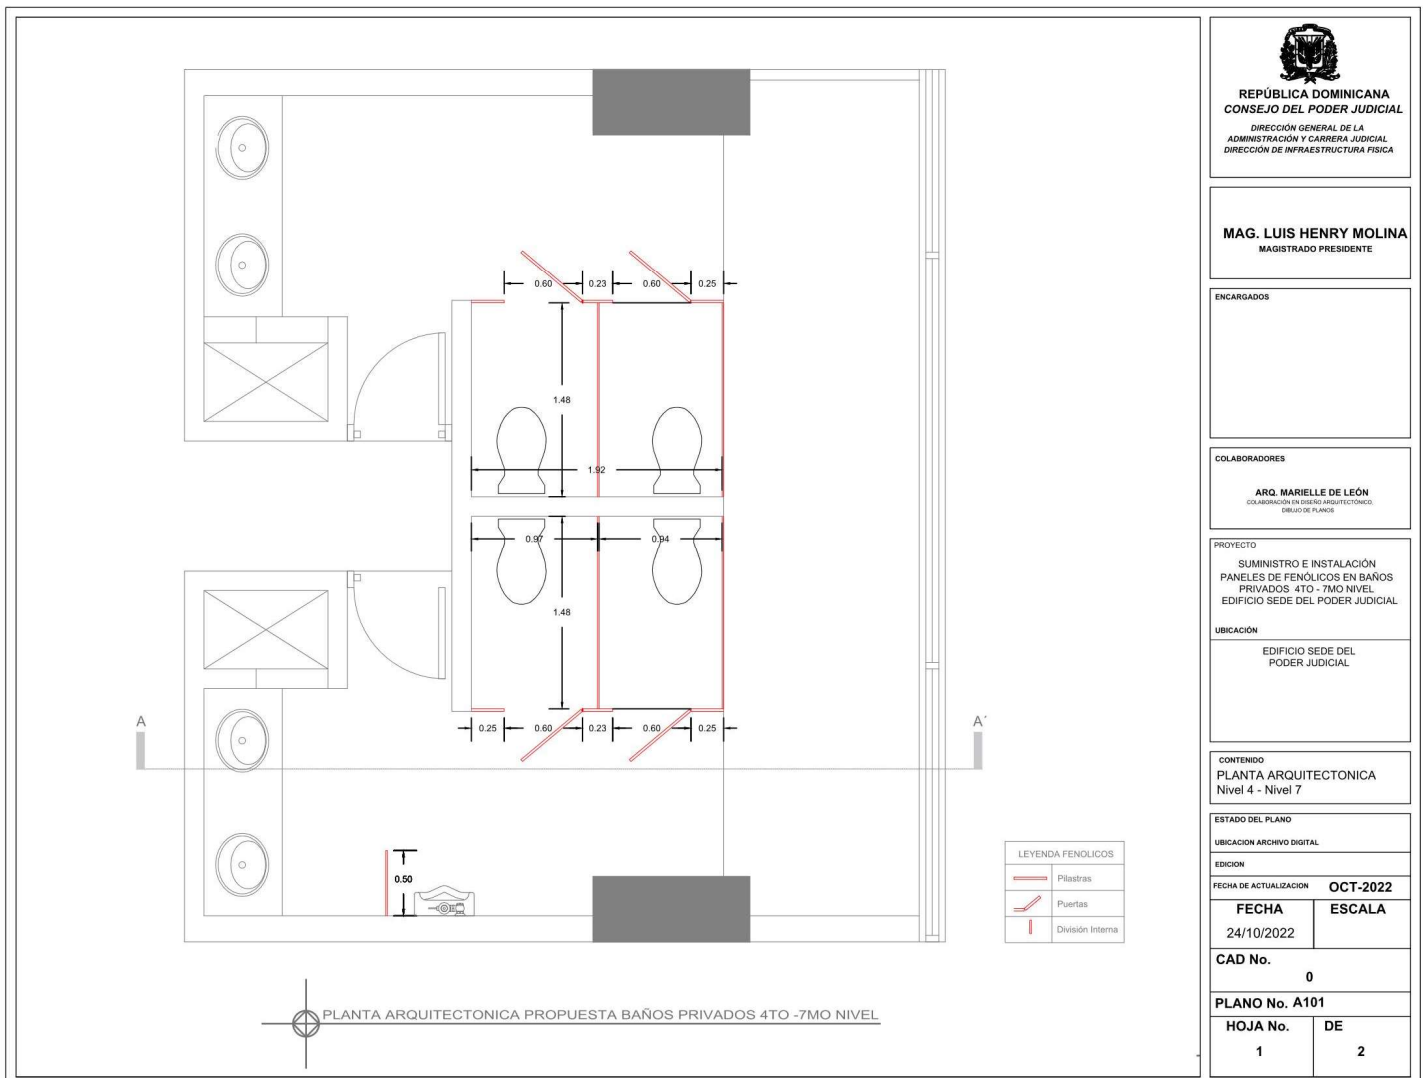 0.60
0.23
0.60
0.25
1.48
1.92
0.97
0.94
1.48
0.25
0.60
0.23
0.60
0.25
A
A'
0.50
LEYENDA FENOLICOS
Pilastras
Puertas
División Interna
PLANTA ARQUITECTONICA PROPUESTA BAÑOS PRIVADOS 4TO -7MO NIVEL
REPÚBLICA DOMINICANA
CONSEJO DEL PODER JUDICIAL
DIRECCIÓN GENERAL DE LA
ADMINISTRACIÓN Y CARRERA JUDICIAL
DIRECCIÓN DE INFRAESTRUCTURA FISICA
MAG. LUIS HENRY MOLINA
MAGISTRADO PRESIDENTE
ENCARGADOS
COLABORADORES
ARQ. MARIELLE DE LEÓN
COLABORACIÓN EN DISEÑO ARQUITECTÓNICO,
DIBUJO DE PLANOS
PROYECTO
SUMINISTRO E INSTALACIÓN
PANELES DE FENÓLICOS EN BAÑOS
PRIVADOS 4TO - 7MO NIVEL
EDIFICIO SEDE DEL PODER JUDICIAL
UBICACIÓN
EDIFICIO SEDE DEL
PODER JUDICIAL
CONTENIDO
PLANTA ARQUITECTONICA
Nivel 4 - Nivel 7
ESTADO DEL PLANO
UBICACION ARCHIVO DIGITAL
EDICION
FECHA DE ACTUALIZACION OCT-2022
FECHA ESCALA
24/10/2022
CAD No.
0
PLANO No. A101
HOJA No. DE
1 2